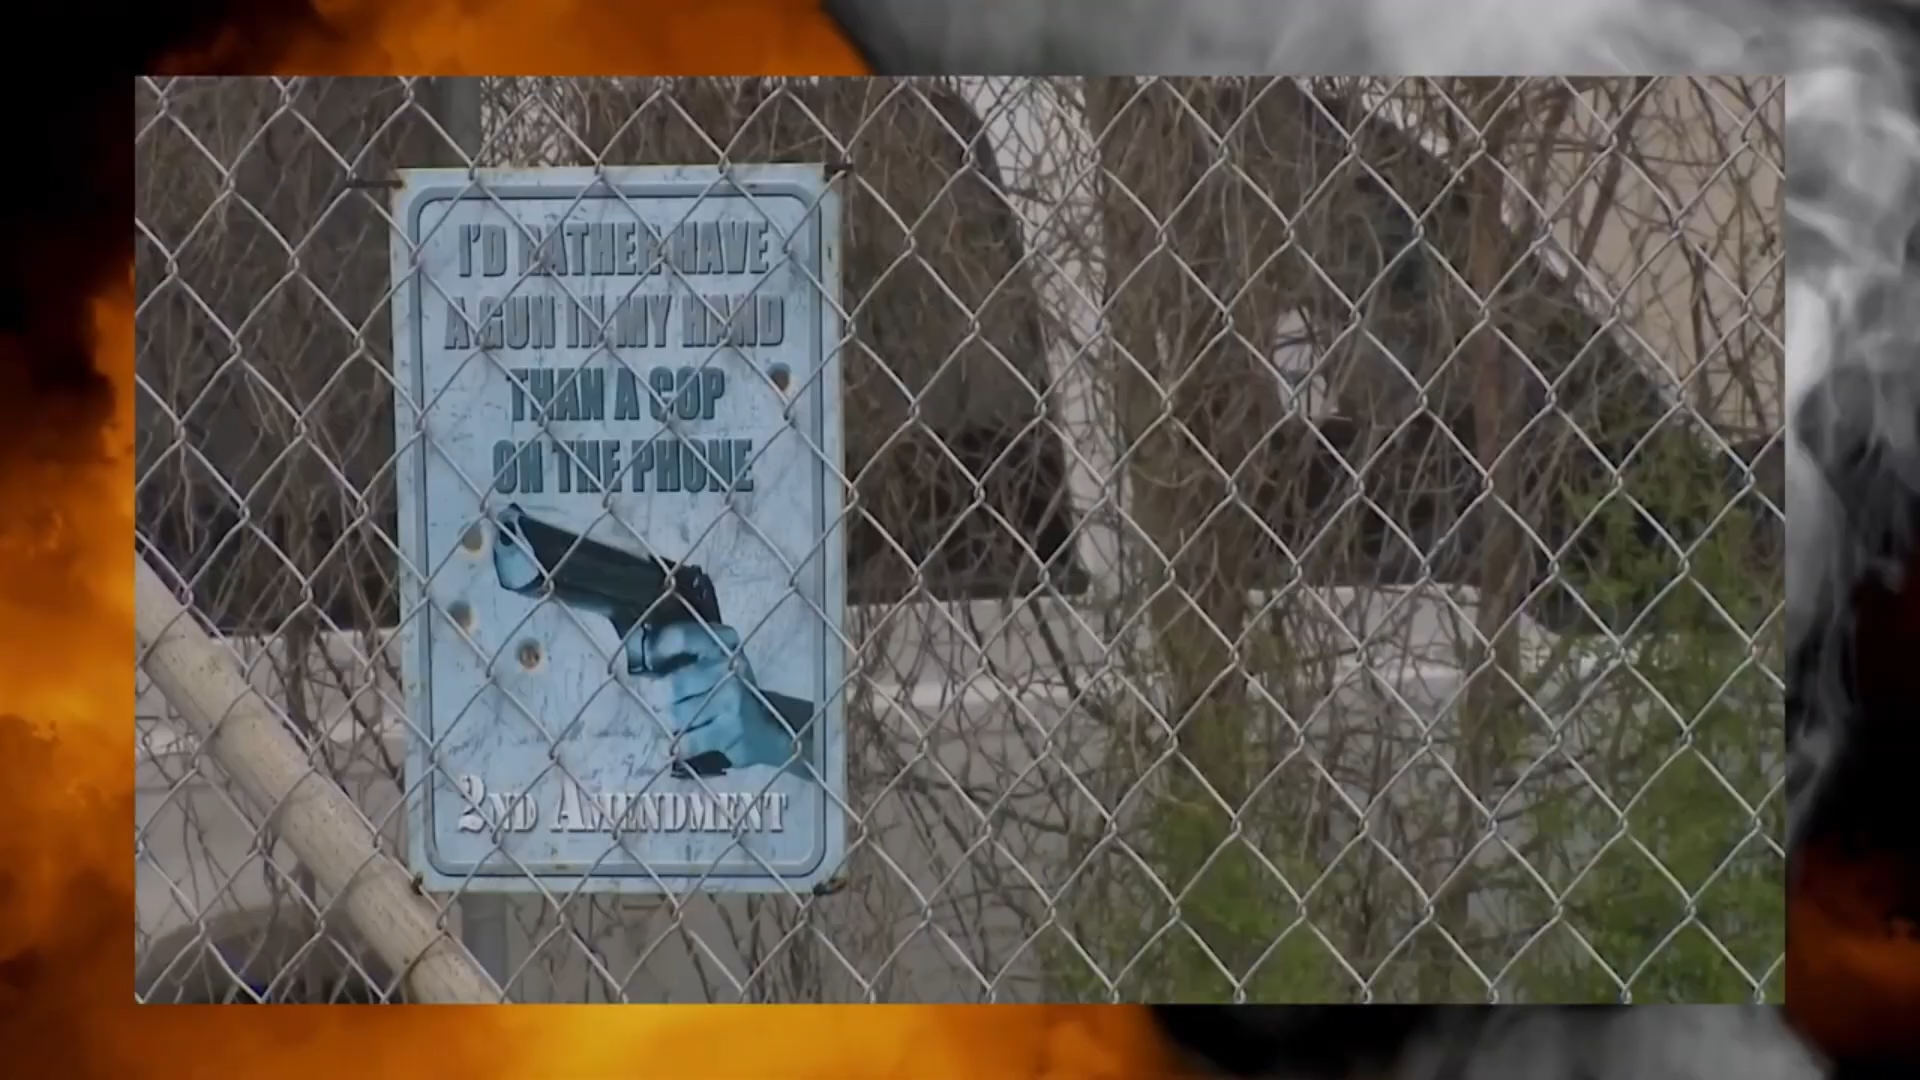 I'D RATHER HAVE
A GUN IN MY HAND
THAN A COP
ON THE PHONE
2ND AMENDMENT